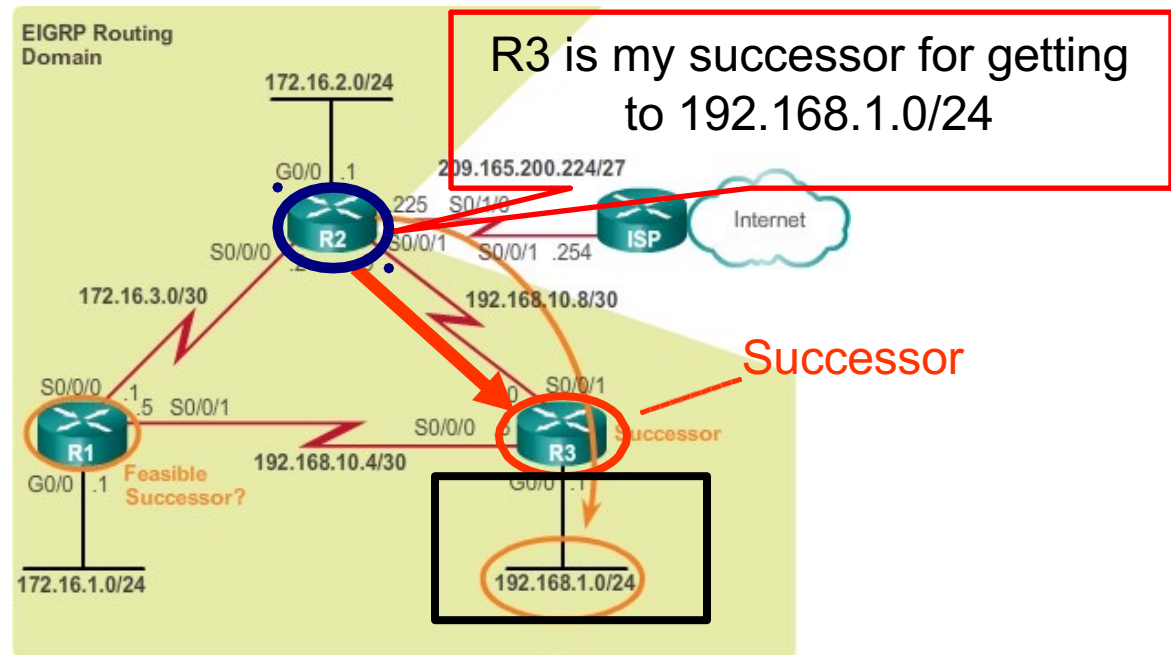 EIGRP Routing
Domain
R3 is my successor for getting
to 192.168.1.0/24
172.16.2.0/24
G0/0 .1
209.165.200.224/27
225 S0/1/0
Internet
R2
ISP
S0/0/0
S0/0/1
S0/0/1 .254
172.16.3.0/30
192.168.10.8/30
Successor
S0/0/0 .1
.5 S0/0/1
S0/0/1
S0/0/0
Successor
R1
R3
192.168.10.4/30
G0/0 .1
Feasible
Successor?
G0/0 .1
172.16.1.0/24
192.168.1.0/24